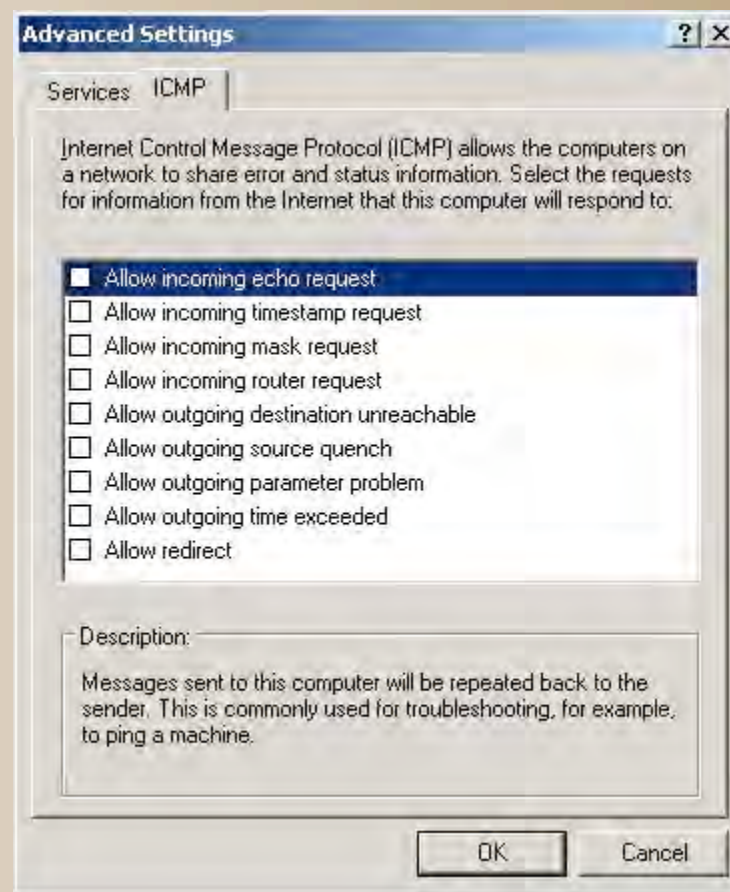 Advanced Settings
Services ICMP
Internet Control Message Protocol (ICMP) allows the computers on
a network to share error and status information. Select the requests
for information from the Internet that this computer will respond to:
Allow incoming echo request
Allow incoming timestamp request
Allow incoming mask request
Allow incoming router request
Allow outgoing destination unreachable
Allow outgoing source quench
Allow outgoing parameter problem
Allow outgoing time exceeded
Allow redirect
Description:
Messages sent to this computer will be repeated back to the
sender. This is commonly used for troubleshooting, for example,
to ping a machine.
OK Cancel